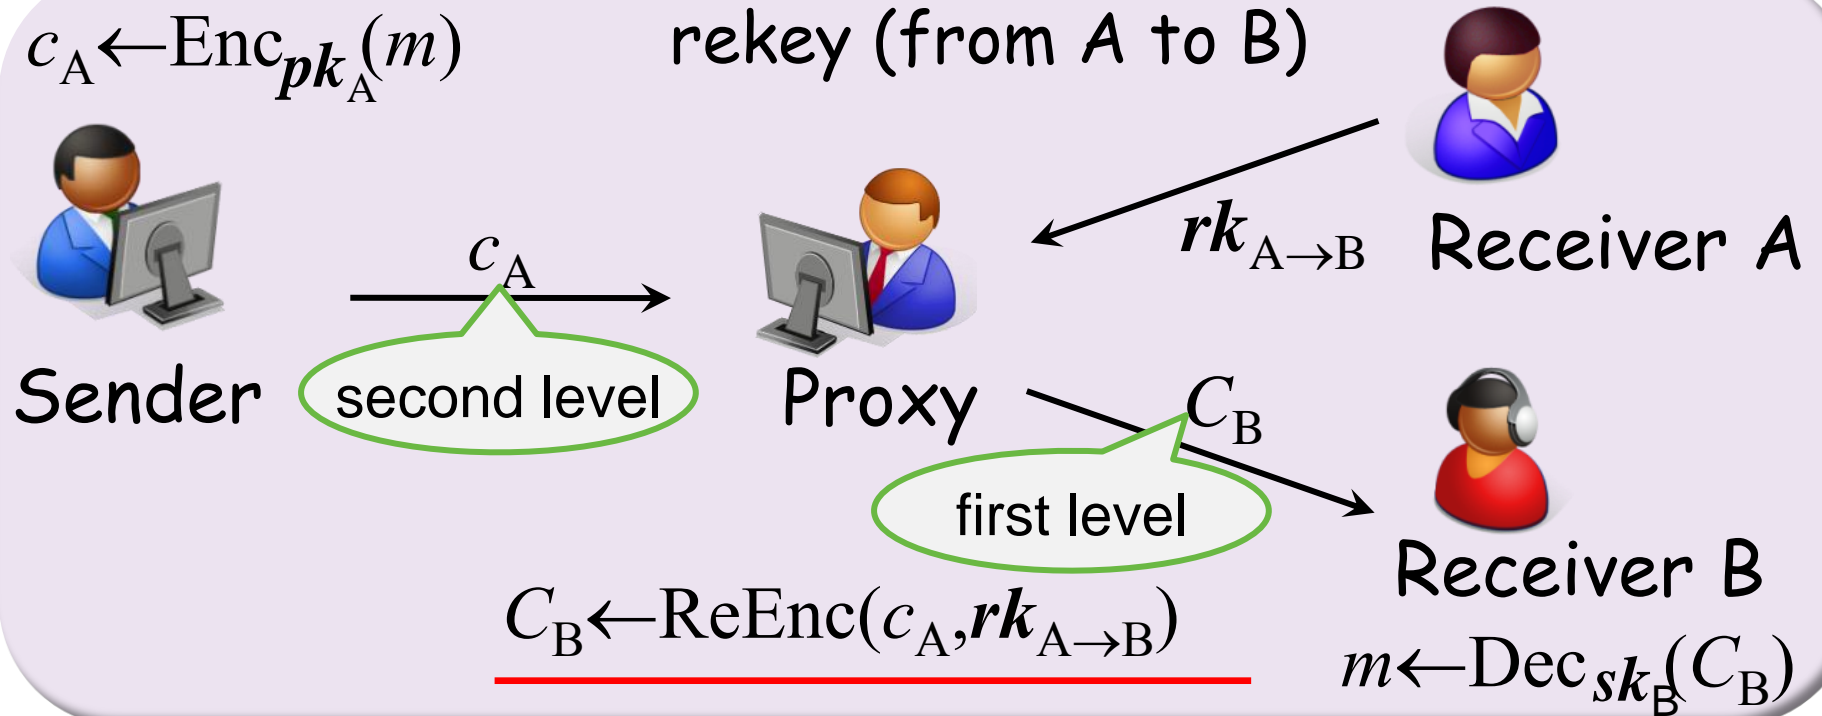 c_A←Enc_pk_A(m)
rekey (from A to B)
c_A
rk_A→B
Receiver A
Sender
second level
Proxy
C_B
first level
Receiver B
C_B←ReEnc(c_A,rk_A→B)
m←Dec_sk_B(C_B)